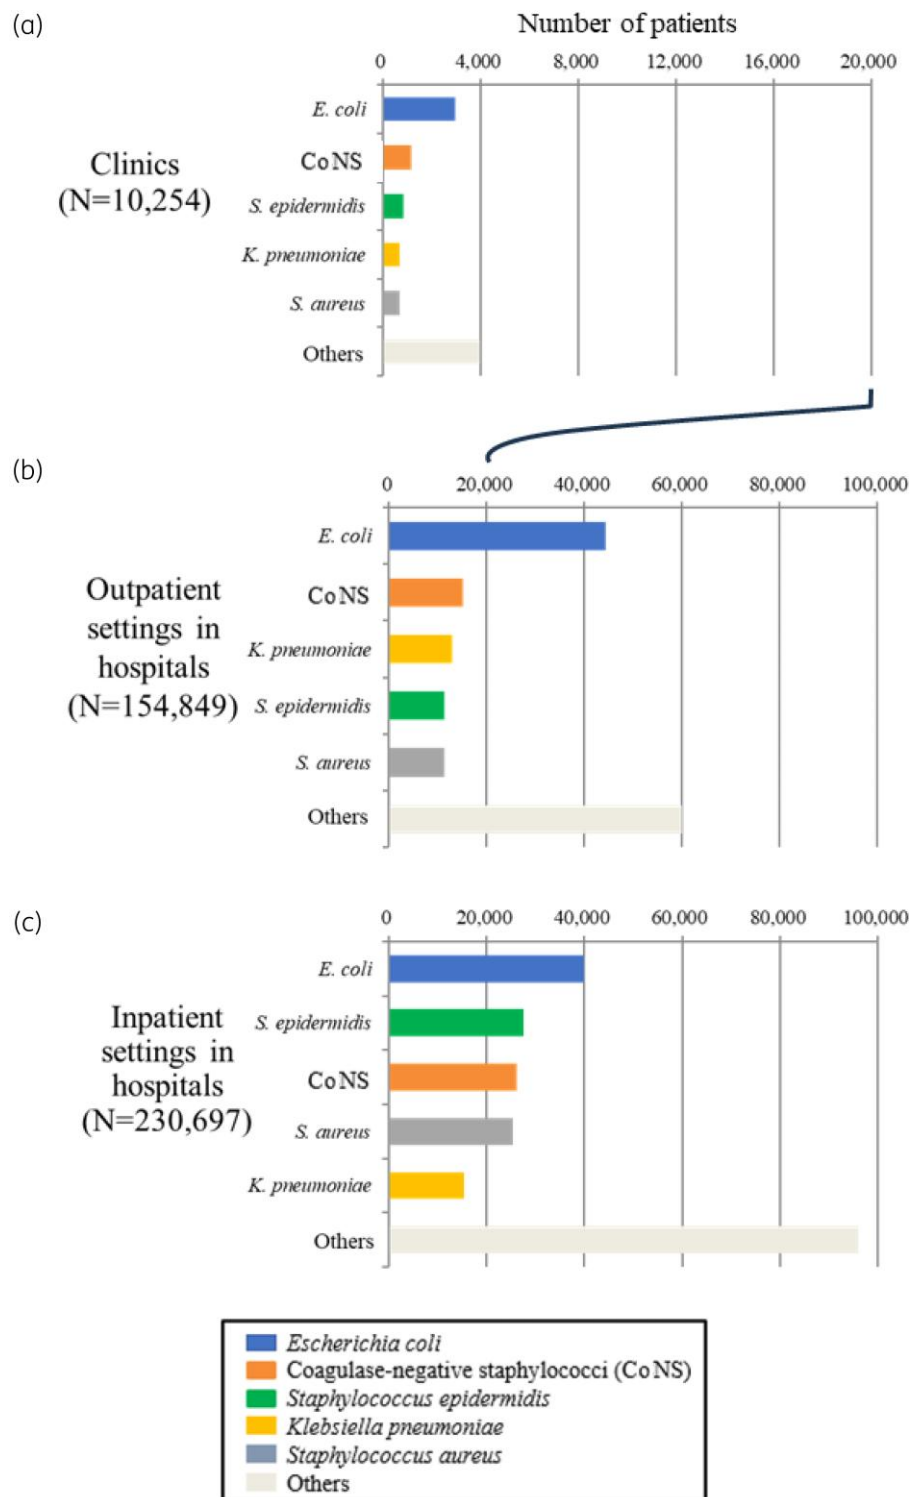 (a)
Number of patients
0 4,000 8,000 12,000 16,000 20,000
E. coli
CoNS
Clinics
(N=10,254)
S. epidermidis
K. pneumoniae
S. aureus
Others
(b)
0 20,000 40,000 60,000 80,000 100,000
E. coli
CoNS
Outpatient
settings in
hospitals
(N=154,849)
K. pneumoniae
S. epidermidis
S. aureus
Others
(c)
0 20,000 40,000 60,000 80,000 100,000
E. coli
Inpatient
settings in
hospitals
(N=230,697)
S. epidermidis
CoNS
S. aureus
K. pneumoniae
Others
Escherichia coli
Coagulase-negative staphylococci (CoNS)
Staphylococcus epidermidis
Klebsiella pneumoniae
Staphylococcus aureus
Others